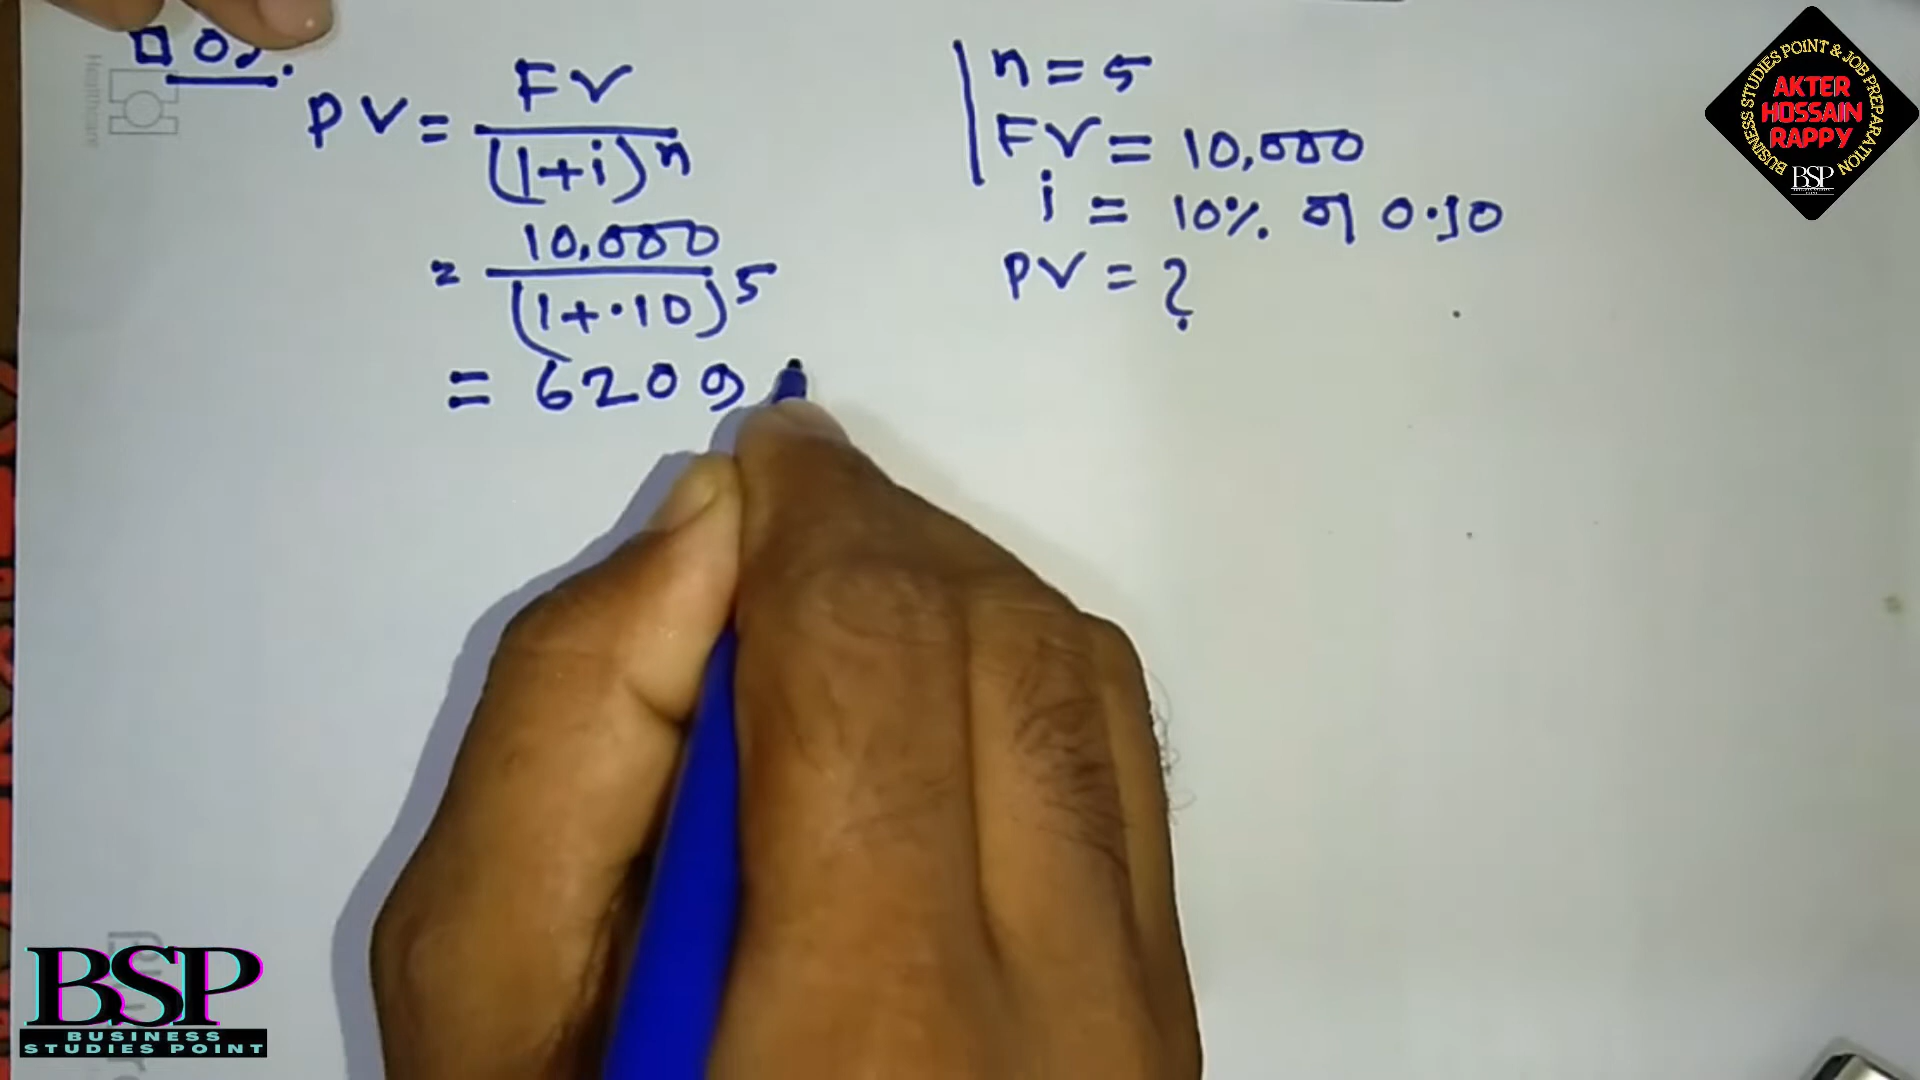 □ 01.
PV = FV / (1+i)^n
= 10,000 / (1+.10)^5
= 6209
n = 5
FV = 10,000
i = 10% বা 0.10
PV = ?
BUSINESS STUDIES POINT & JOB PREPARATION
AKTER
HOSSAIN
RAPPY
BSP
BSP
BUSINESS
STUDIES POINT